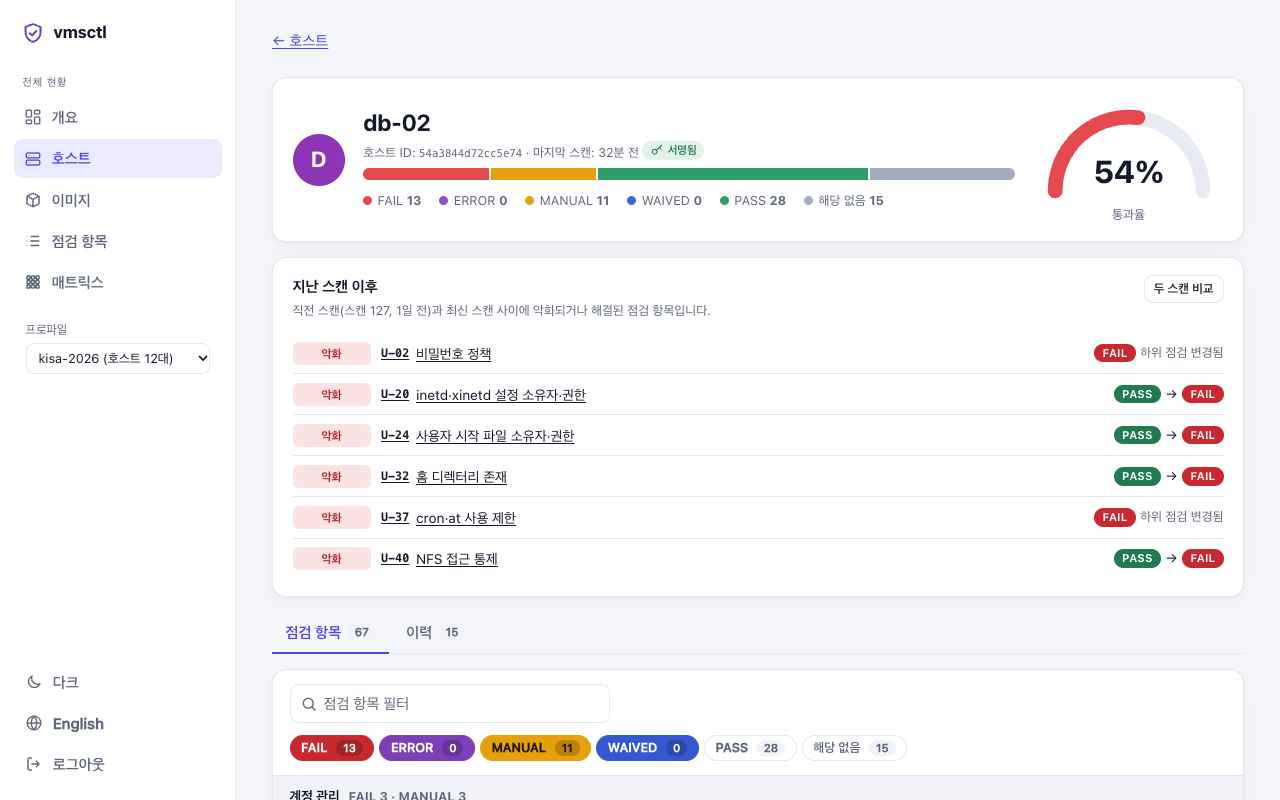 vmsctl
전체 현황
개요
호스트
이미지
점검 항목
매트릭스
프로파일
kisa-2026 (호스트 12대)
다크
English
로그아웃
← 호스트
D
db-02
호스트 ID: 54a3844d72cc5e74 · 마지막 스캔: 32분 전 서명됨
FAIL 13 ERROR 0 MANUAL 11 WAIVED 0 PASS 28 해당 없음 15
54%
통과율
지난 스캔 이후
두 스캔 비교
직전 스캔(스캔 127, 1일 전)과 최신 스캔 사이에 악화되거나 해결된 점검 항목입니다.
악화 U-02 비밀번호 정책 FAIL 하위 점검 변경됨
악화 U-20 inetd·xinetd 설정 소유자·권한 PASS → FAIL
악화 U-24 사용자 시작 파일 소유자·권한 PASS → FAIL
악화 U-32 홈 디렉터리 존재 PASS → FAIL
악화 U-37 cron·at 사용 제한 FAIL 하위 점검 변경됨
악화 U-40 NFS 접근 통제 PASS → FAIL
점검 항목 67 이력 15
점검 항목 필터
FAIL 13 ERROR 0 MANUAL 11 WAIVED 0 PASS 28 해당 없음 15
계정 관리 FAIL 3 · MANUAL 3